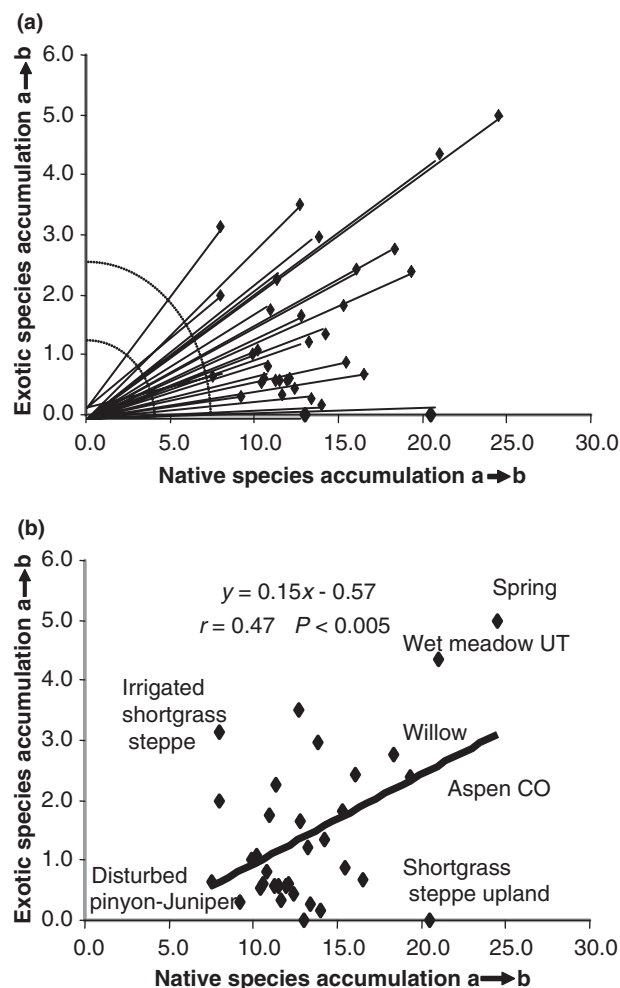 (a)
Exotic species accumulation a→b
6.0
5.0
4.0
3.0
2.0
1.0
0.0
0.0 5.0 10.0 15.0 20.0 25.0 30.0
Native species accumulation a→b
(b)
Exotic species accumulation a→b
6.0
5.0
4.0
3.0
2.0
1.0
0.0
y = 0.15x - 0.57
r = 0.47 P < 0.005
Spring
Wet meadow UT
Irrigated
shortgrass
steppe
Willow
Aspen CO
Disturbed
pinyon-Juniper
Shortgrass
steppe upland
0.0 5.0 10.0 15.0 20.0 25.0 30.0
Native species accumulation a→b